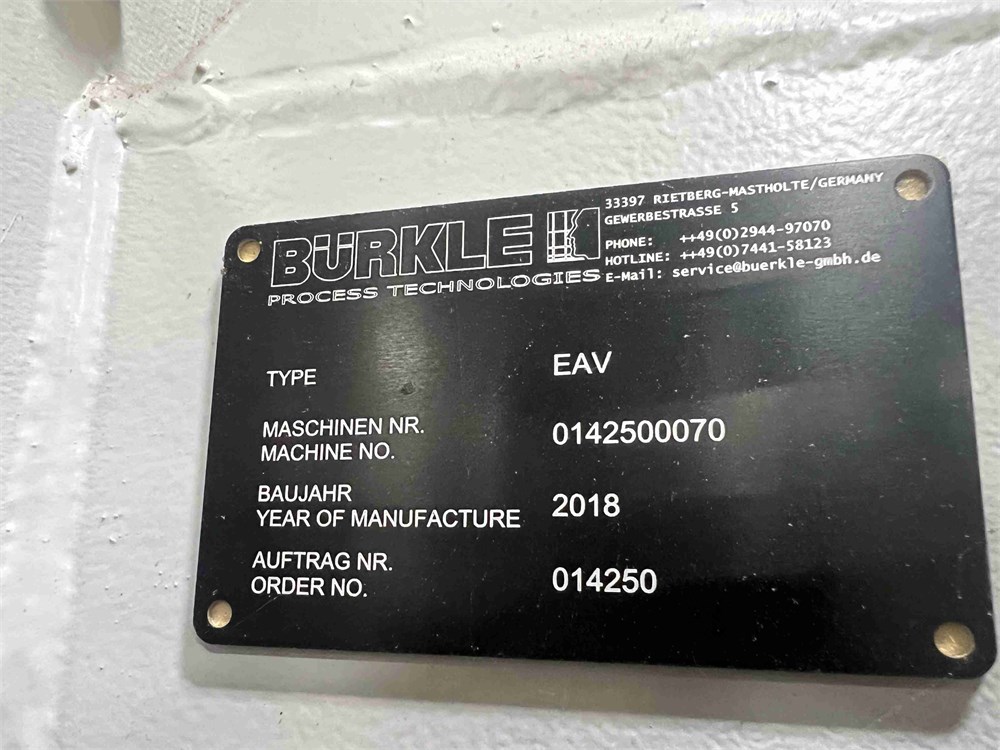 BÜRKLE
PROCESS TECHNOLOGIES
33397 RIETBERG-MASTHOLTE/GERMANY
GEWERBESTRASSE 5
PHONE: ++49(0)2944-97070
HOTLINE: ++49(0)7441-58123
E-Mail: service@buerkle-gmbh.de
TYPE EAV
MASCHINEN NR.
MACHINE NO. 0142500070
BAUJAHR
YEAR OF MANUFACTURE 2018
AUFTRAG NR.
ORDER NO. 014250